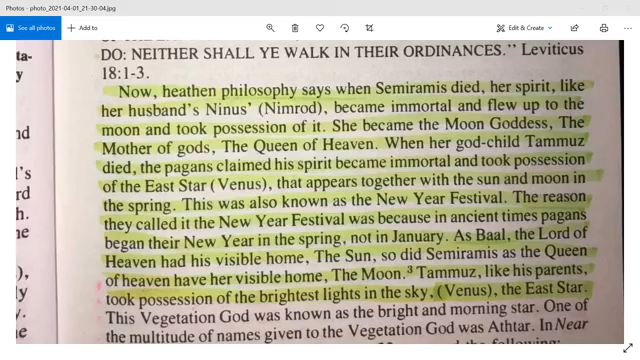 Photos - photo_2021-04-01_21-30-04.jpg
See all photos
+ Add to
Edit & Create
ta-
y
nd
l's
rd
h.
),
ly
y.
DO: NEITHER SHALL YE WALK IN THEIR ORDINANCES." Leviticus
18:1-3.
Now, heathen philosophy says when Semiramis died, her spirit, like
her husband's Ninus' (Nimrod), became immortal and flew up to the
moon and took possession of it. She became the Moon Goddess, The
Mother of gods, The Queen of Heaven. When her god-child Tammuz
died, the pagans claimed his spirit became immortal and took possession
of the East Star (Venus), that appears together with the sun and moon in
the spring. This was also known as the New Year Festival. The reason
they called it the New Year Festival was because in ancient times pagans
began their New Year in the spring, not in January. As Baal, the Lord of
Heaven had his visible home, The Sun, so did Semiramis as the Queen
of heaven have her visible home, The Moon.³ Tammuz, like his parents,
took possession of the brightest lights in the sky, (Venus), the East Star.
This Vegetation God was known as the bright and morning star. One of
the multitude of names given to the Vegetation God was Athtar. In Near